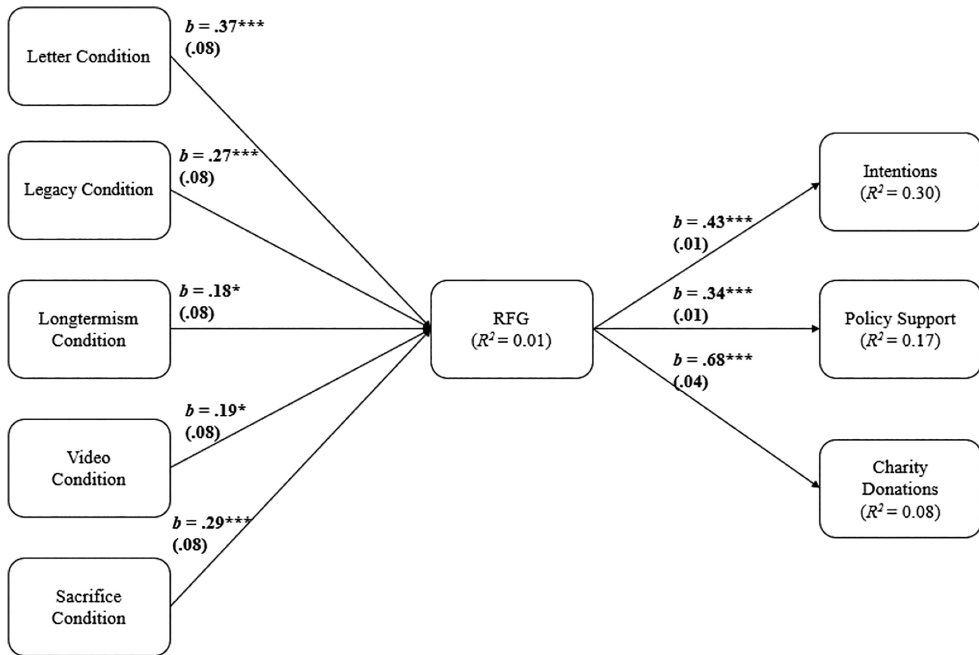 b = .37***
(.08)
Letter Condition
b = .27***
(.08)
Legacy Condition
b = .18*
(.08)
Longtermism
Condition
b = .19*
(.08)
Video
Condition
b = .29***
(.08)
Sacrifice
Condition
RFG
(R² = 0.01)
b = .43***
(.01)
b = .34***
(.01)
b = .68***
(.04)
Intentions
(R² = 0.30)
Policy Support
(R² = 0.17)
Charity
Donations
(R² = 0.08)